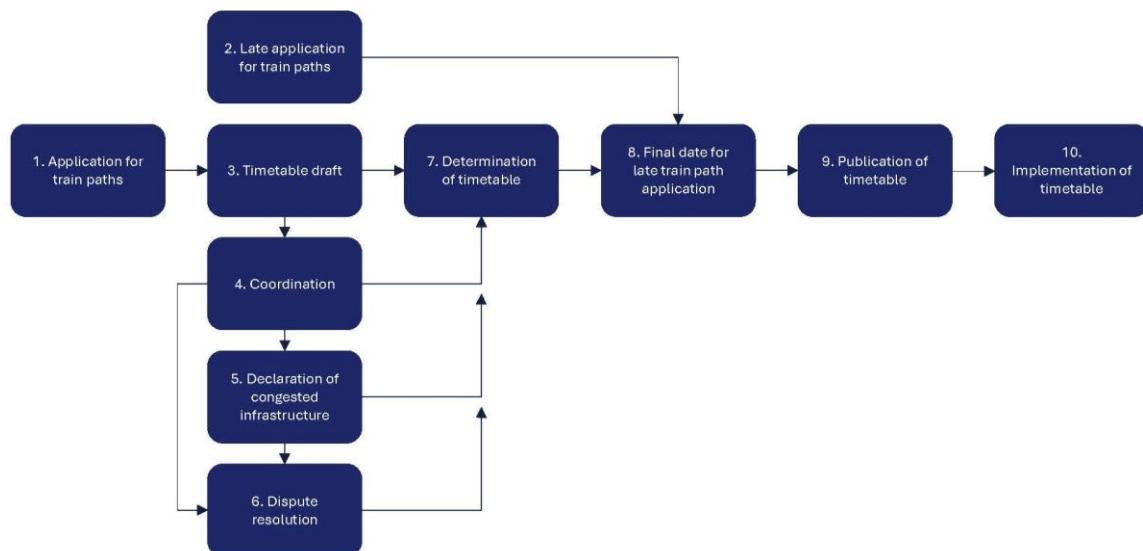 2. Late application
for train paths
1. Application for
train paths
3. Timetable draft
7. Determination
of timetable
8. Final date for
late train path
application
9. Publication of
timetable
10.
Implementation of
timetable
4. Coordination
5. Declaration of
congested
infrastructure
6. Dispute
resolution